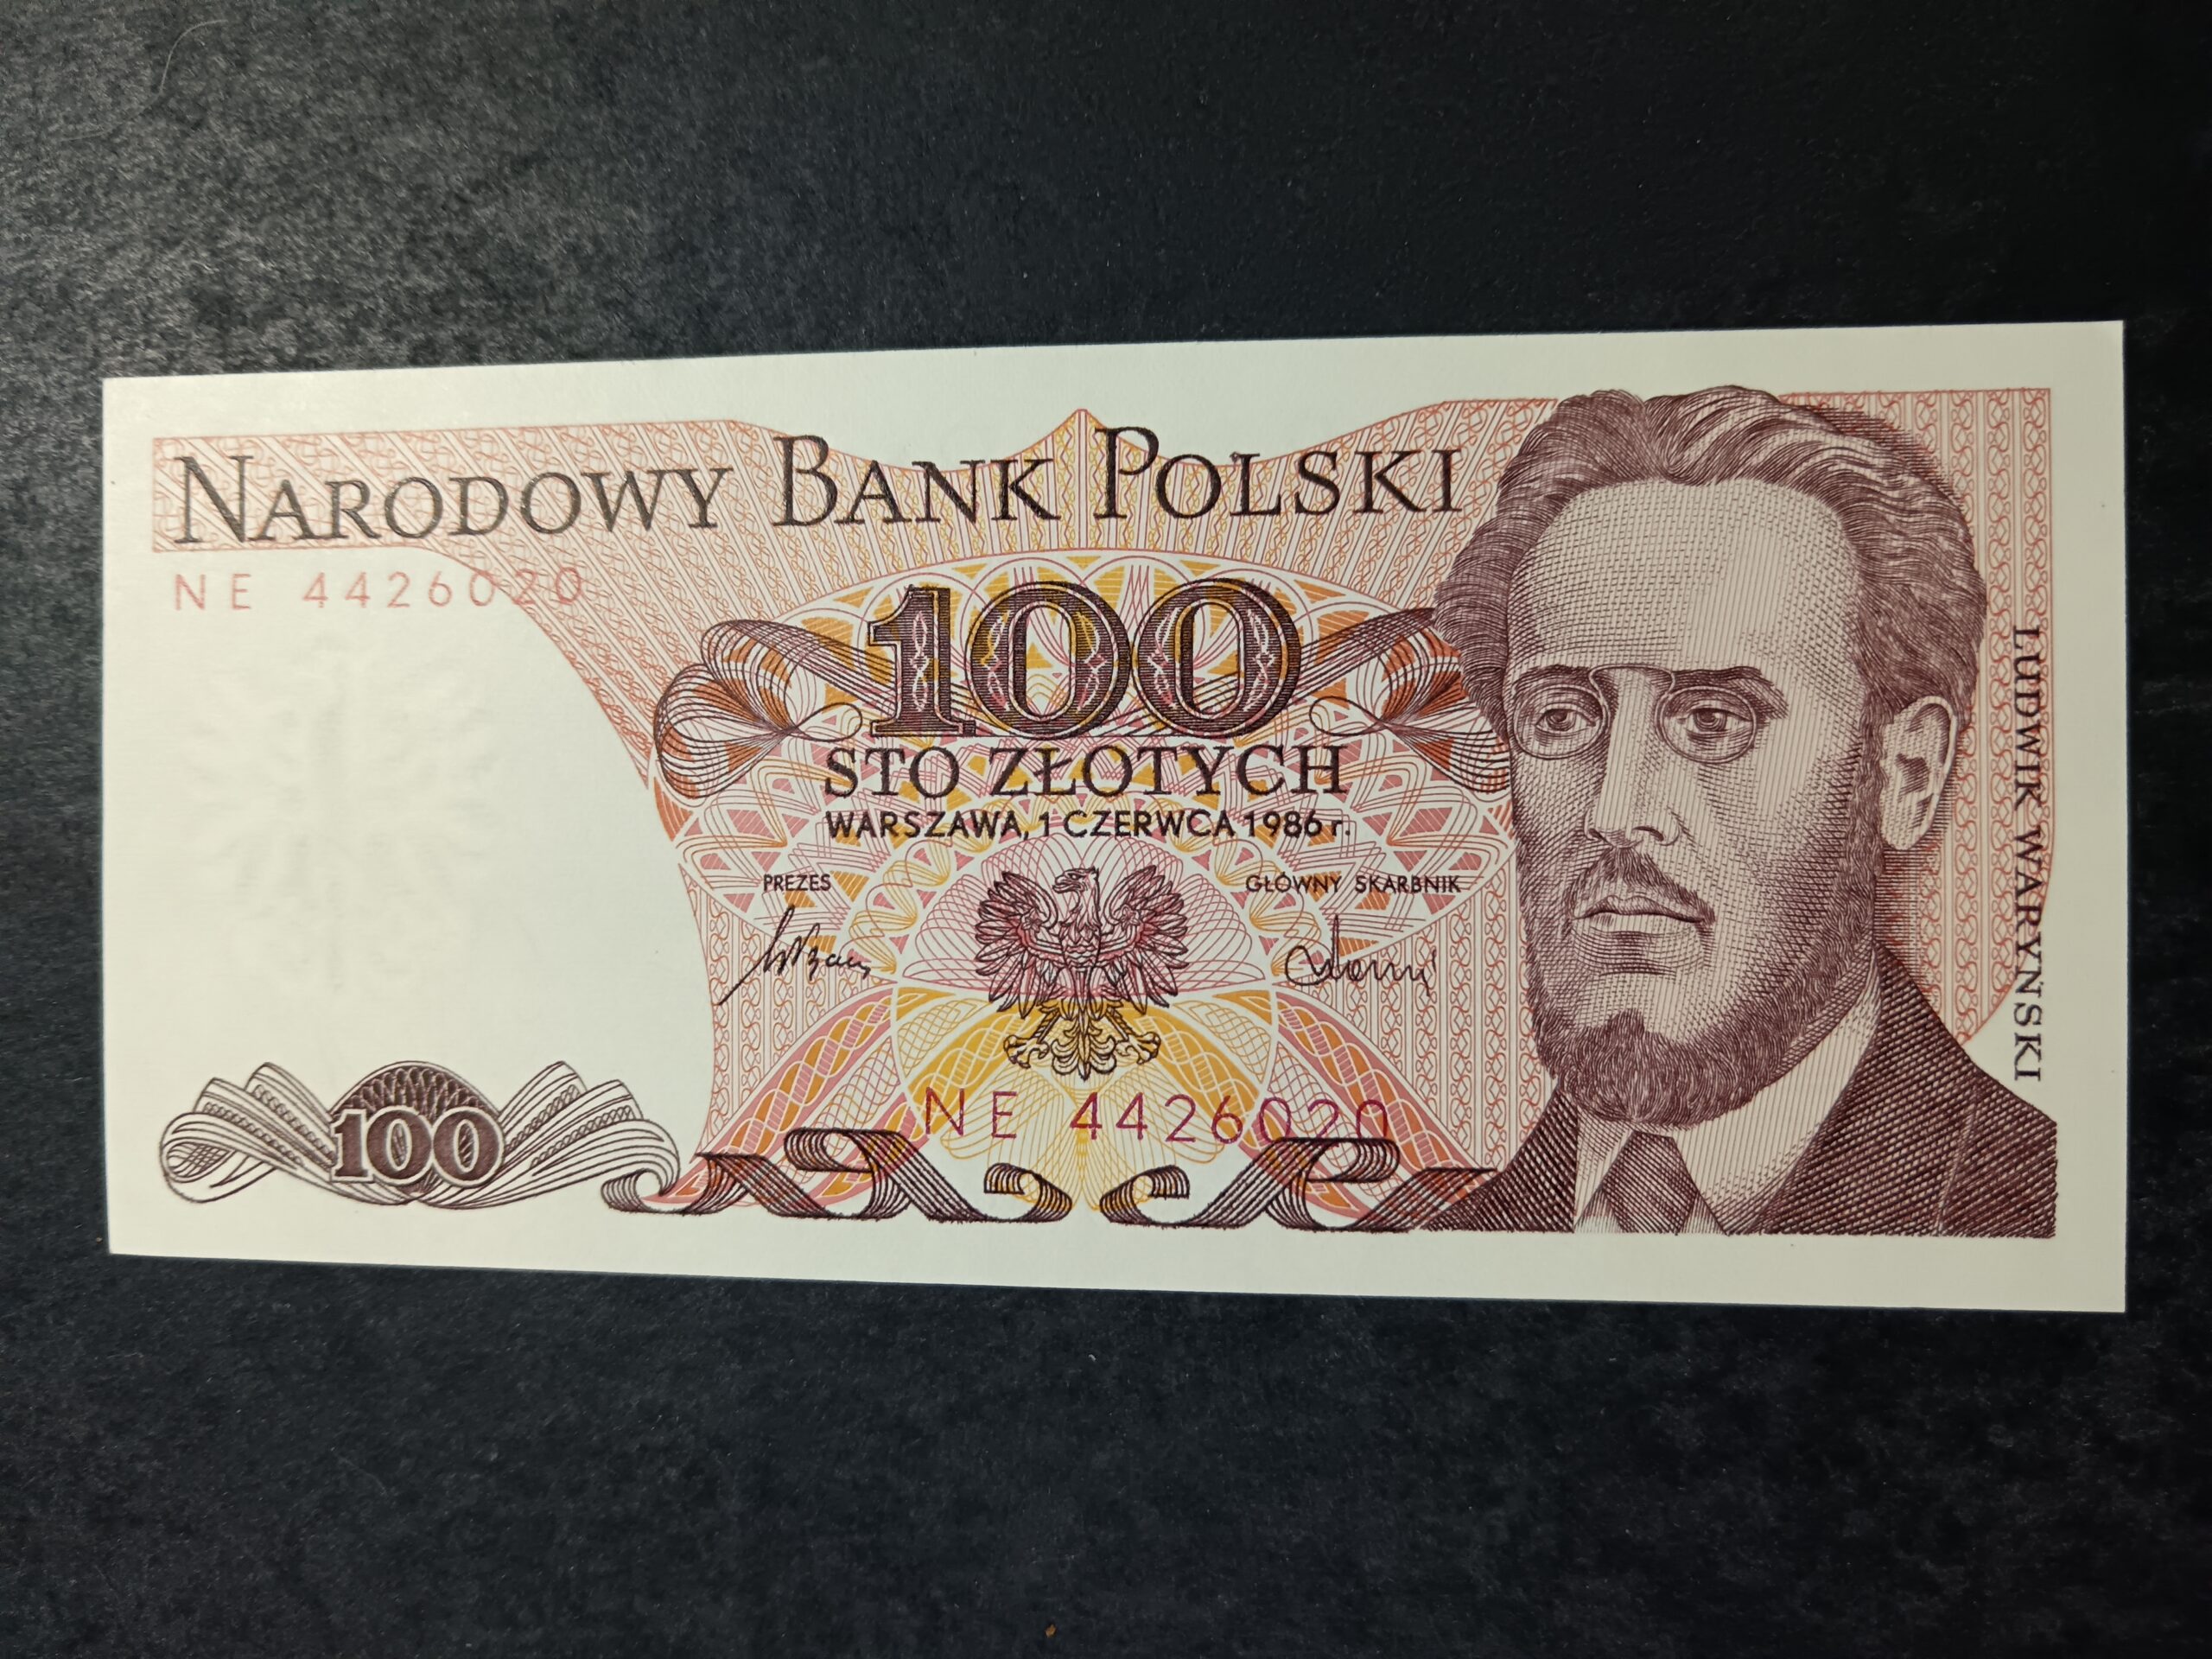 NARODOWY BANK POLSKI
NE 4426020
100
STO ZŁOTYCH
WARSZAWA, 1 CZERWCA 1986 r.
PREZES
GŁÓWNY SKARBNIK
NE 4426020
100
LUDWIK WARYŃSKI